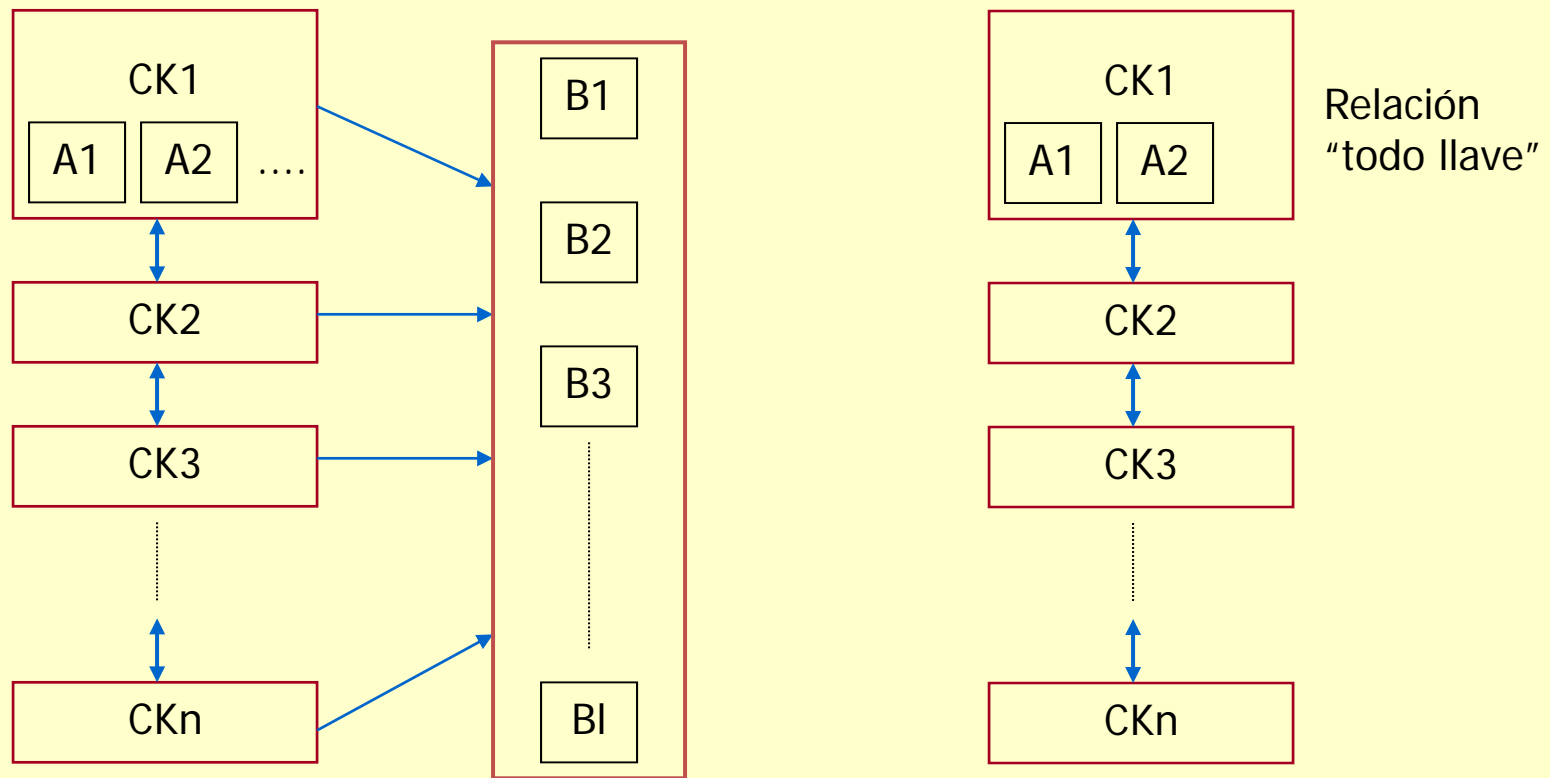 CK1
A1 A2 ....
CK2
CK3
CKn
B1
B2
B3
Bl
CK1
A1 A2
CK2
CK3
CKn
Relación
“todo llave”